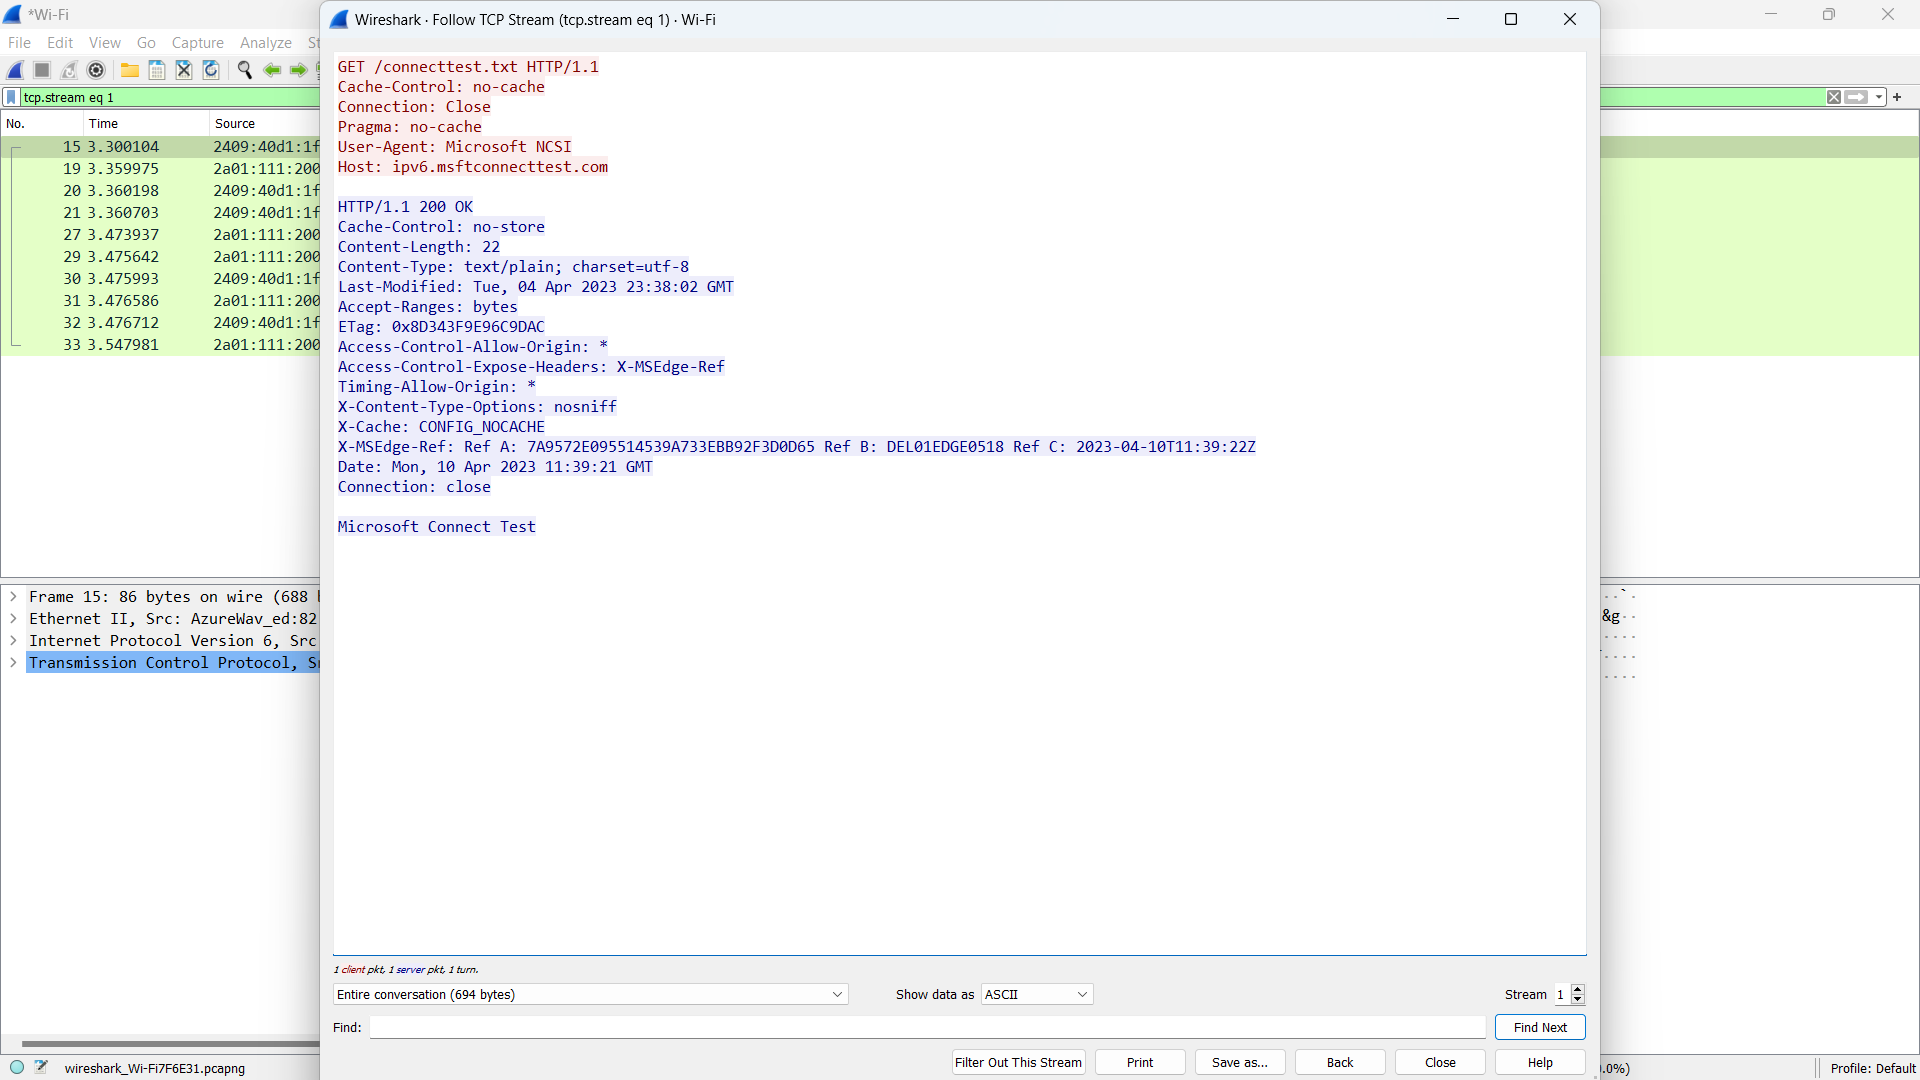 *Wi-Fi
File Edit View Go Capture Analyze
tcp.stream eq 1
No. Time Source
15 3.300104 2409:40d1:1f
19 3.359975 2a01:111:200
20 3.360198 2409:40d1:1f
21 3.360703 2409:40d1:1f
27 3.473937 2a01:111:200
29 3.475642 2a01:111:200
30 3.475993 2409:40d1:1f
31 3.476586 2a01:111:200
32 3.476712 2409:40d1:1f
33 3.547981 2a01:111:200
Frame 15: 86 bytes on wire (688
Ethernet II, Src: AzureWav_ed:82
Internet Protocol Version 6, Src
Transmission Control Protocol,
wireshark_Wi-Fi7F6E31.pcapng
Wireshark · Follow TCP Stream (tcp.stream eq 1) · Wi-Fi
GET /connecttest.txt HTTP/1.1
Cache-Control: no-cache
Connection: Close
Pragma: no-cache
User-Agent: Microsoft NCSI
Host: ipv6.msftconnecttest.com
HTTP/1.1 200 OK
Cache-Control: no-store
Content-Length: 22
Content-Type: text/plain; charset=utf-8
Last-Modified: Tue, 04 Apr 2023 23:38:02 GMT
Accept-Ranges: bytes
ETag: 0x8D343F9E96C9DAC
Access-Control-Allow-Origin: *
Access-Control-Expose-Headers: X-MSEdge-Ref
Timing-Allow-Origin: *
X-Content-Type-Options: nosniff
X-Cache: CONFIG_NOCACHE
X-MSEdge-Ref: Ref A: 7A9572E095514539A733EBB92F3D0D65 Ref B: DEL01EDGE0518 Ref C: 2023-04-10T11:39:22Z
Date: Mon, 10 Apr 2023 11:39:21 GMT
Connection: close
Microsoft Connect Test
1 client pkt, 1 server pkt, 1 turn.
Entire conversation (694 bytes) Show data as ASCII Stream 1
Find: Find Next
Filter Out This Stream Print Save as... Back Close Help
&g··
.0%) Profile: Default